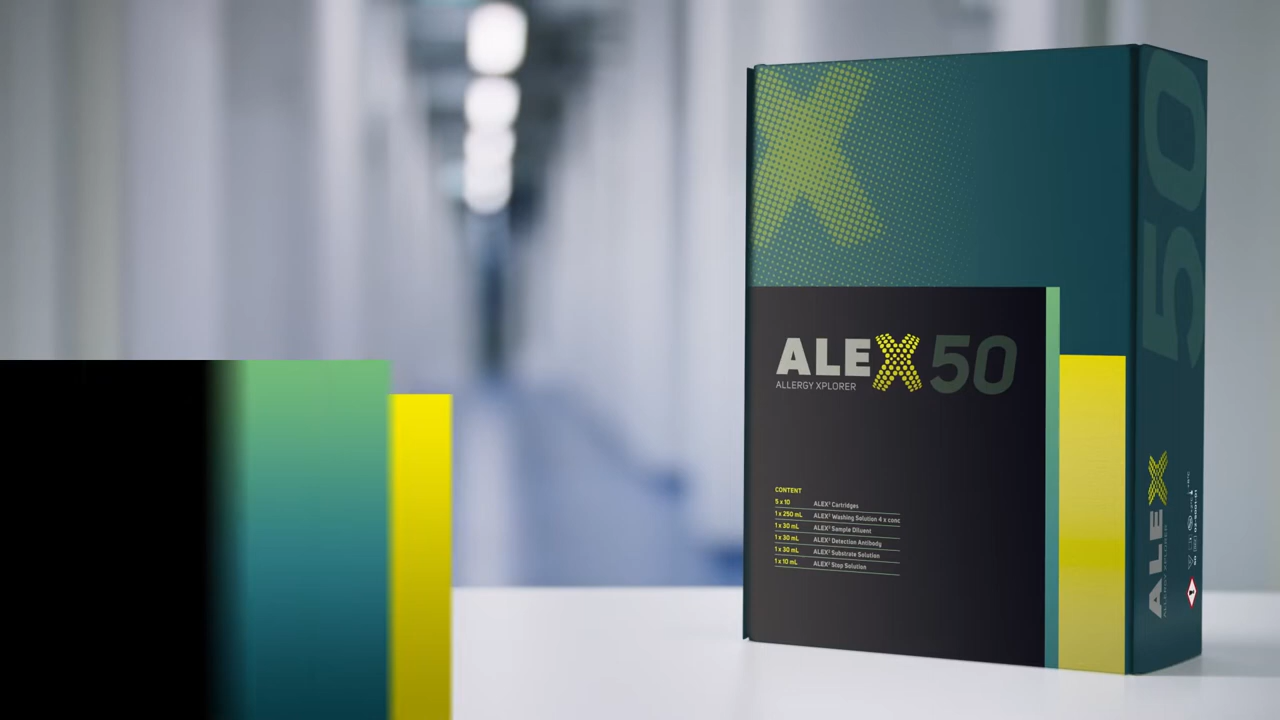 ALEX 50
ALLERGY XPLORER
CONTENT
5 x 10 ALEX² Cartridges
1 x 250 mL ALEX² Washing Solution 4 x conc
1 x 30 mL ALEX² Sample Diluent
1 x 30 mL ALEX² Detection Antibody
1 x 30 mL ALEX² Substrate Solution
1 x 10 mL ALEX² Stop Solution
50
ALEX
ALLERGY XPLORER